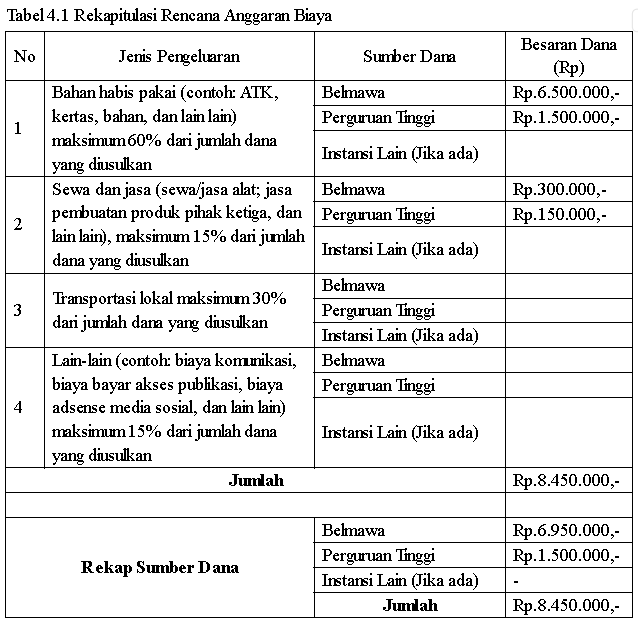 Tabel 4.1 Rekapitulasi Rencana Anggaran Biaya
No Jenis Pengeluaran Sumber Dana Besaran Dana (Rp)
1
Bahan habis pakai (contoh: ATK,
kertas, bahan, dan lain lain)
maksimum 60% dari jumlah dana
yang diusulkan
Belmawa Rp.6.500.000,-
Perguruan Tinggi Rp.1.500.000,-
Instansi Lain (Jika ada)
2
Sewa dan jasa (sewa/jasa alat; jasa
pembuatan produk pihak ketiga, dan
lain lain), maksimum 15% dari jumlah
dana yang diusulkan
Belmawa Rp.300.000,-
Perguruan Tinggi Rp.150.000,-
Instansi Lain (Jika ada)
3
Transportasi lokal maksimum 30%
dari jumlah dana yang diusulkan
Belmawa
Perguruan Tinggi
Instansi Lain (Jika ada)
4
Lain-lain (contoh: biaya komunikasi,
biaya bayar akses publikasi, biaya
adsense media sosial, dan lain lain)
maksimum 15% dari jumlah dana
yang diusulkan
Belmawa
Perguruan Tinggi
Instansi Lain (Jika ada)
Jumlah Rp.8.450.000,-
Rekap Sumber Dana
Belmawa Rp.6.950.000,-
Perguruan Tinggi Rp.1.500.000,-
Instansi Lain (Jika ada) -
Jumlah Rp.8.450.000,-